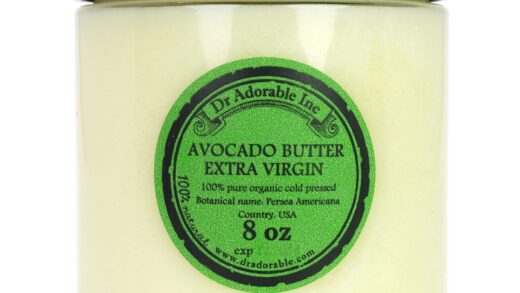 Dr Adorable Inc
AVOCADO BUTTER
EXTRA VIRGIN
100% pure organic cold pressed
Botanical name. Persea Americana
Country. USA
8 oz
exp
100% natural
www.dradorable.com